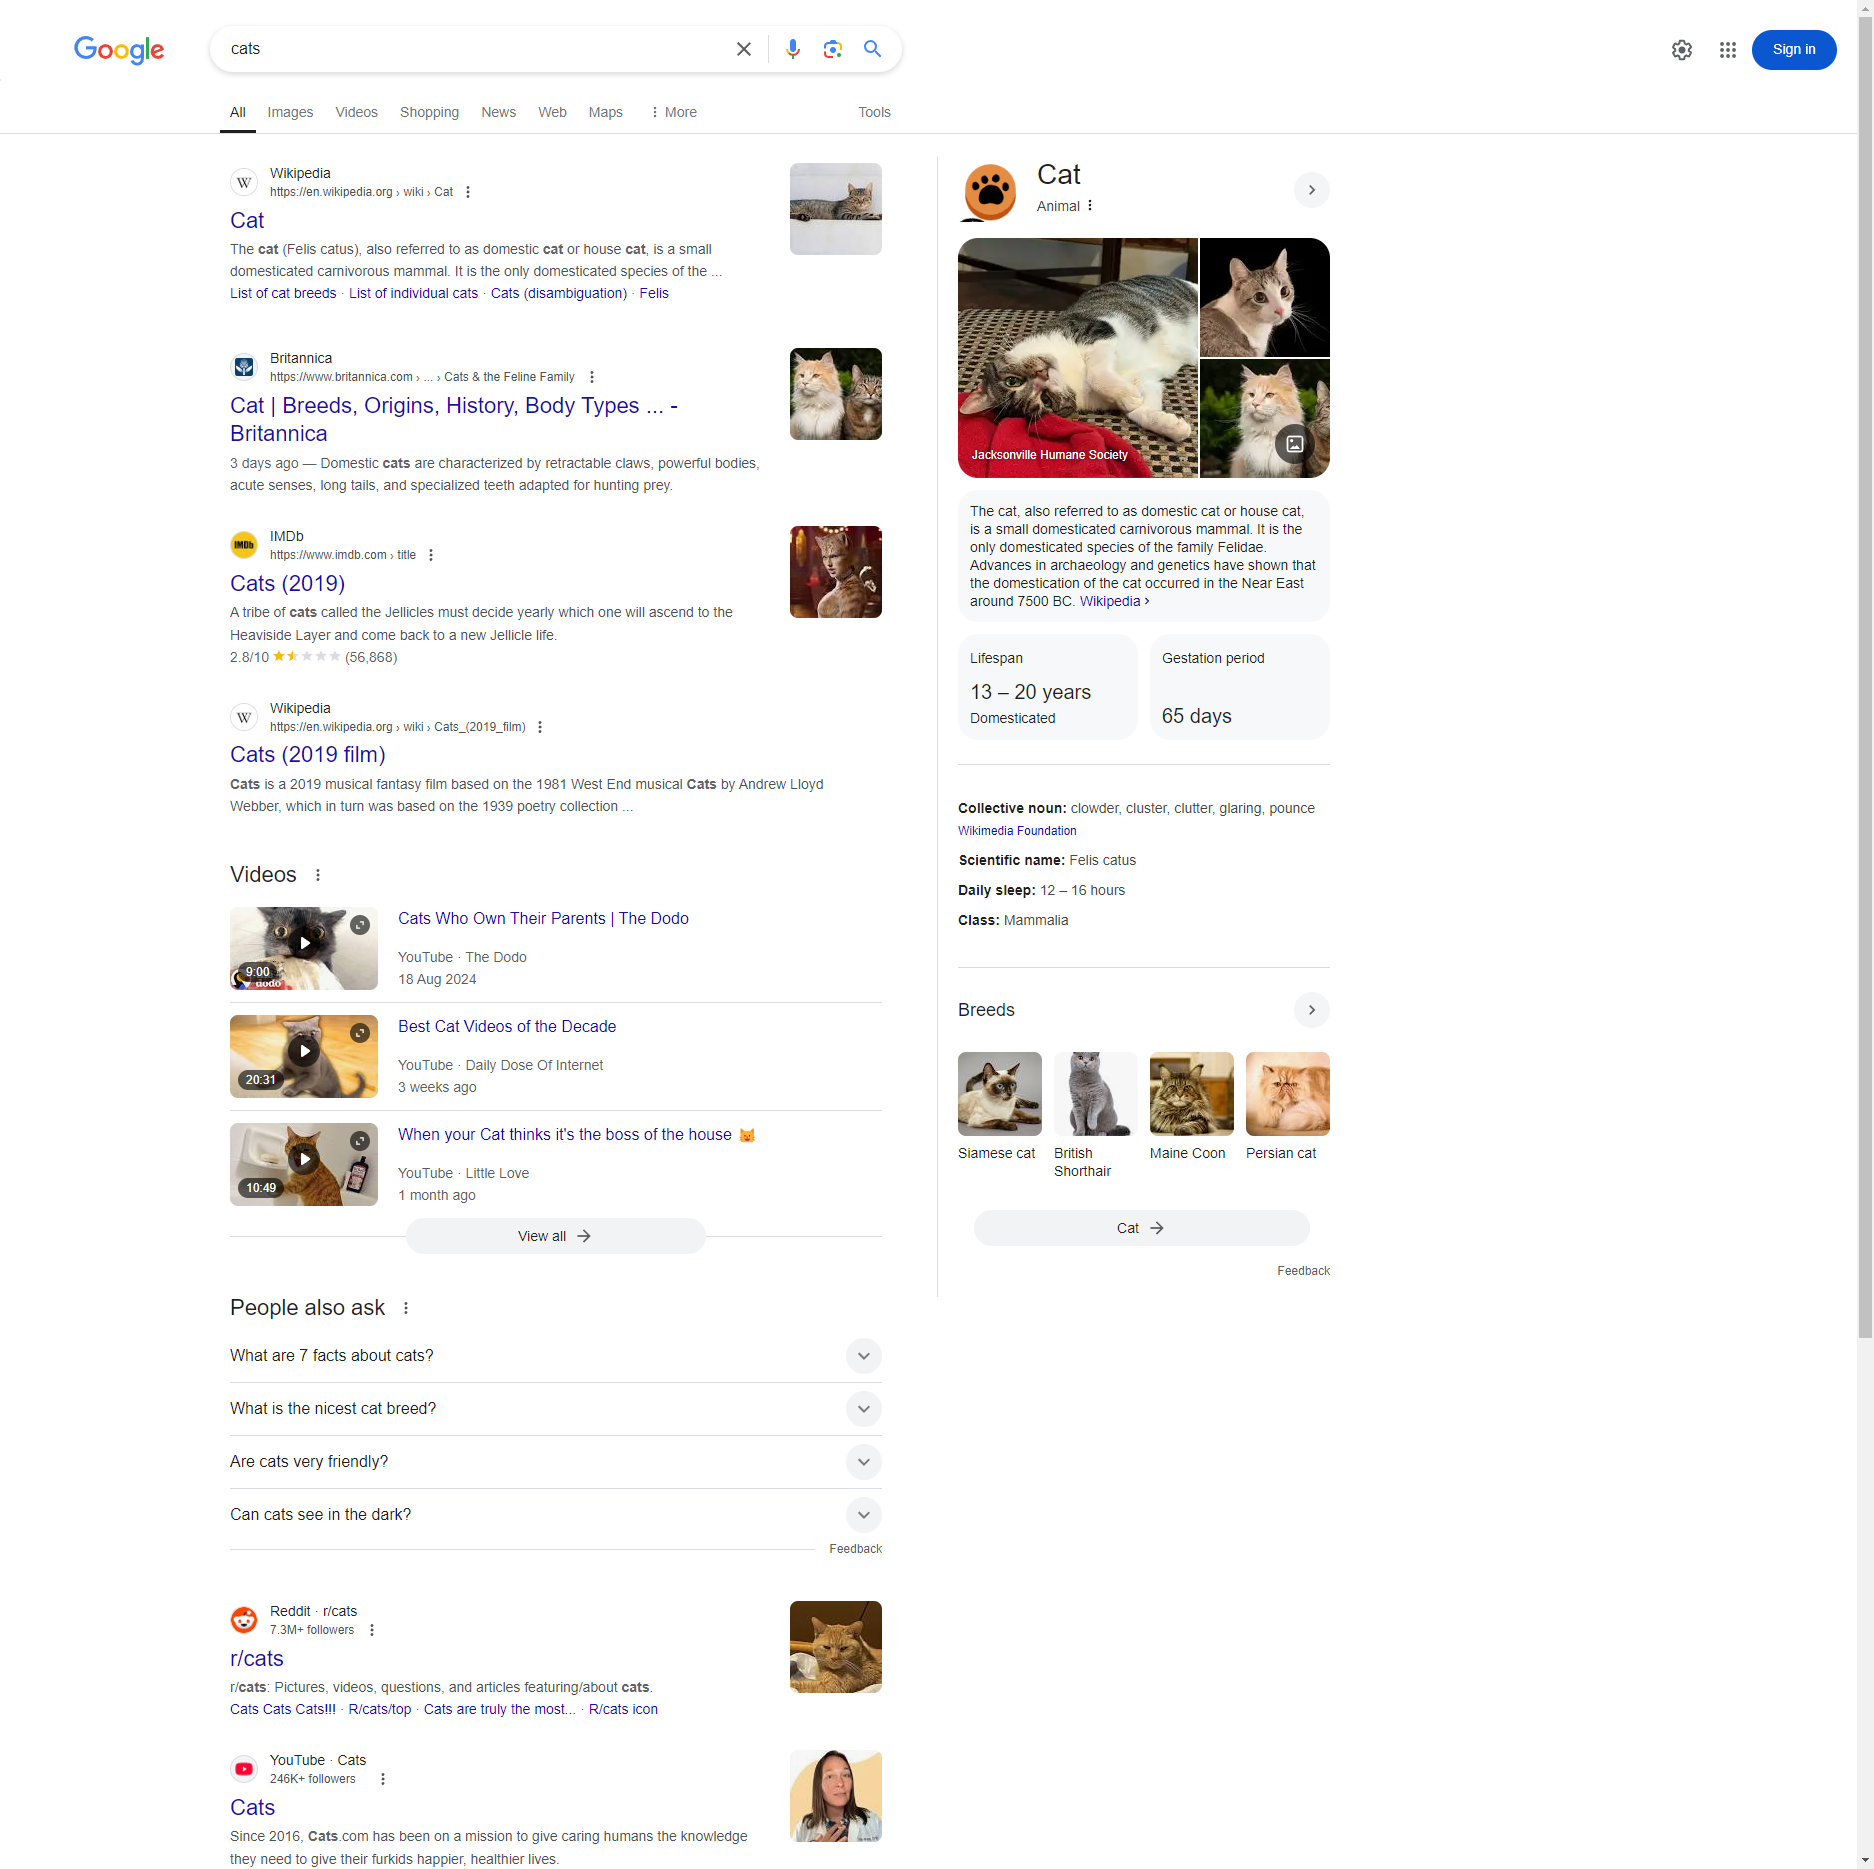 Google
cats
Sign in
All
Images
Videos
Shopping
News
Web
Maps
More
Tools
W
Wikipedia
https://en.wikipedia.org › wiki › Cat
Cat
The cat (Felis catus), also referred to as domestic cat or house cat, is a small
domesticated carnivorous mammal. It is the only domesticated species of the ...
List of cat breeds · List of individual cats · Cats (disambiguation) · Felis
Britannica
https://www.britannica.com › ... › Cats & the Feline Family
Cat | Breeds, Origins, History, Body Types ... -
Britannica
3 days ago — Domestic cats are characterized by retractable claws, powerful bodies,
acute senses, long tails, and specialized teeth adapted for hunting prey.
IMDb
IMDb
https://www.imdb.com › title
Cats (2019)
A tribe of cats called the Jellicles must decide yearly which one will ascend to the
Heaviside Layer and come back to a new Jellicle life.
2.8/10 (56,868)
W
Wikipedia
https://en.wikipedia.org › wiki › Cats_(2019_film)
Cats (2019 film)
Cats is a 2019 musical fantasy film based on the 1981 West End musical Cats by Andrew Lloyd
Webber, which in turn was based on the 1939 poetry collection ...
Videos
9:00
dodo
Cats Who Own Their Parents | The Dodo
YouTube · The Dodo
18 Aug 2024
20:31
Best Cat Videos of the Decade
YouTube · Daily Dose Of Internet
3 weeks ago
10:49
When your Cat thinks it's the boss of the house 😺
YouTube · Little Love
1 month ago
View all
People also ask
What are 7 facts about cats?
What is the nicest cat breed?
Are cats very friendly?
Can cats see in the dark?
Feedback
Reddit · r/cats
7.3M+ followers
r/cats
r/cats: Pictures, videos, questions, and articles featuring/about cats.
Cats Cats Cats!!! · R/cats/top · Cats are truly the most... · R/cats icon
YouTube · Cats
246K+ followers
Cats
Since 2016, Cats.com has been on a mission to give caring humans the knowledge
they need to give their furkids happier, healthier lives.
Cat
Animal
Jacksonville Humane Society
The cat, also referred to as domestic cat or house cat,
is a small domesticated carnivorous mammal. It is the
only domesticated species of the family Felidae.
Advances in archaeology and genetics have shown that
the domestication of the cat occurred in the Near East
around 7500 BC. Wikipedia ›
Lifespan
13 – 20 years
Domesticated
Gestation period
65 days
Collective noun: clowder, cluster, clutter, glaring, pounce
Wikimedia Foundation
Scientific name: Felis catus
Daily sleep: 12 – 16 hours
Class: Mammalia
Breeds
Siamese cat
British
Shorthair
Maine Coon
Persian cat
Cat
Feedback